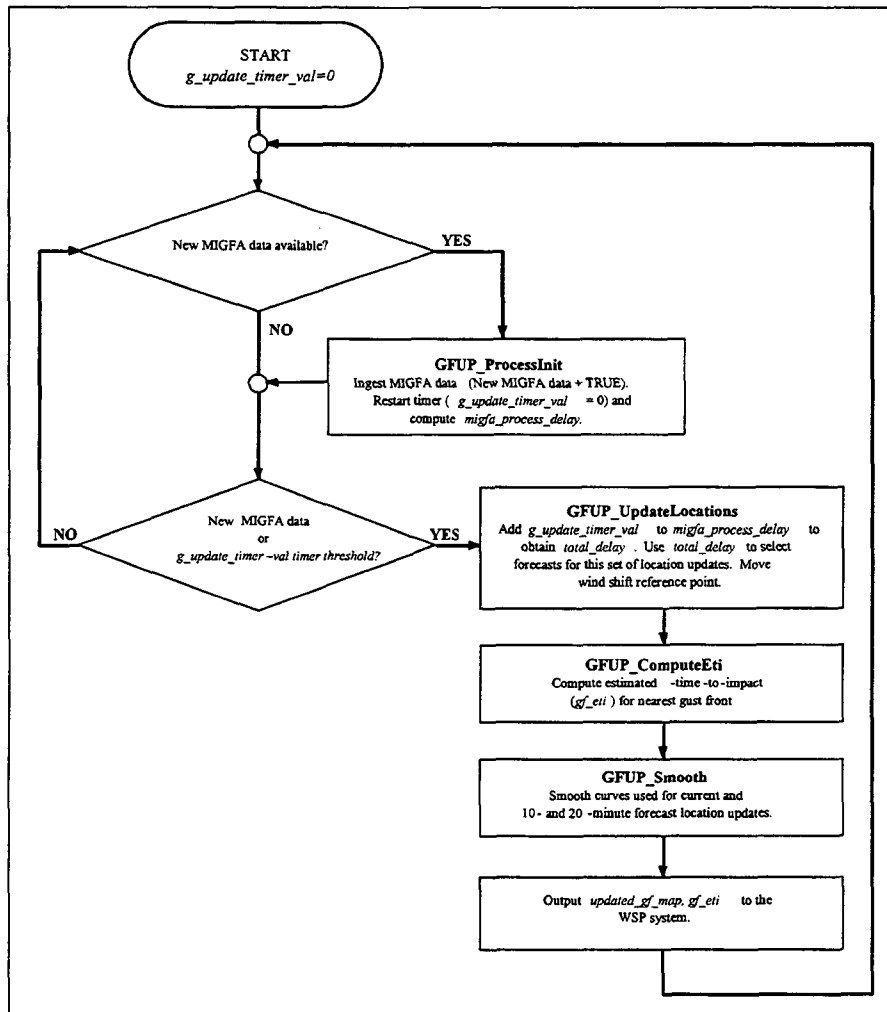 START
g_update_timer_val=0
New MIGFA data available?
YES
NO
GFUP_ProcessInit
Ingest MIGFA data (New MIGFA data + TRUE).
Restart timer ( g_update_timer_val = 0) and
compute migfa_process_delay.
New MIGFA data
or
g_update_timer –val timer threshold?
NO
YES
GFUP_UpdateLocations
Add g_update_timer_val to migfa_process_delay to
obtain total_delay . Use total_delay to select
forecasts for this set of location updates. Move
wind shift reference point.
GFUP_ComputeEti
Compute estimated -time -to-impact
(gf_eti ) for nearest gust front
GFUP_Smooth
Smooth curves used for current and
10 - and 20 -minute forecast location updates.
Output updated_gf_map, gf_eti to the
WSP system.